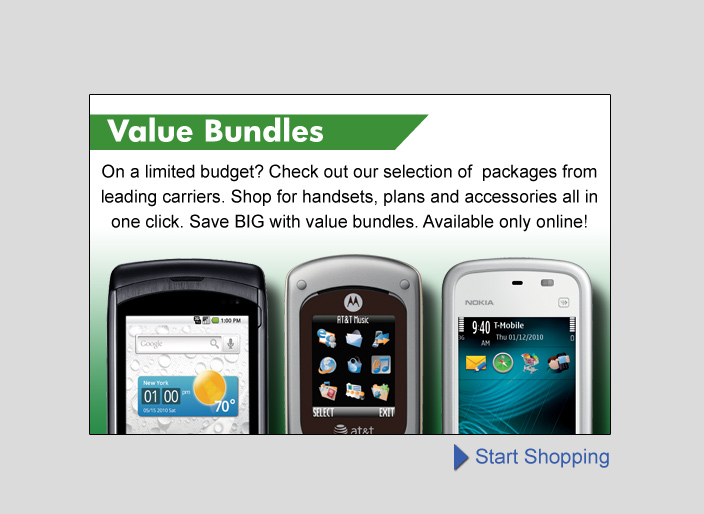 Value Bundles
On a limited budget? Check out our selection of  packages from
leading carriers. Shop for handsets, plans and accessories all in
one click. Save BIG with value bundles. Available only online!
1:00 PM
Google
New York
01 00 pm
05/15 2010 Sat
70°
AT&T Music
SELECT EXIT
at&t
NOKIA
9:40 T-Mobile
AM Thu 01/12/2010
Start Shopping